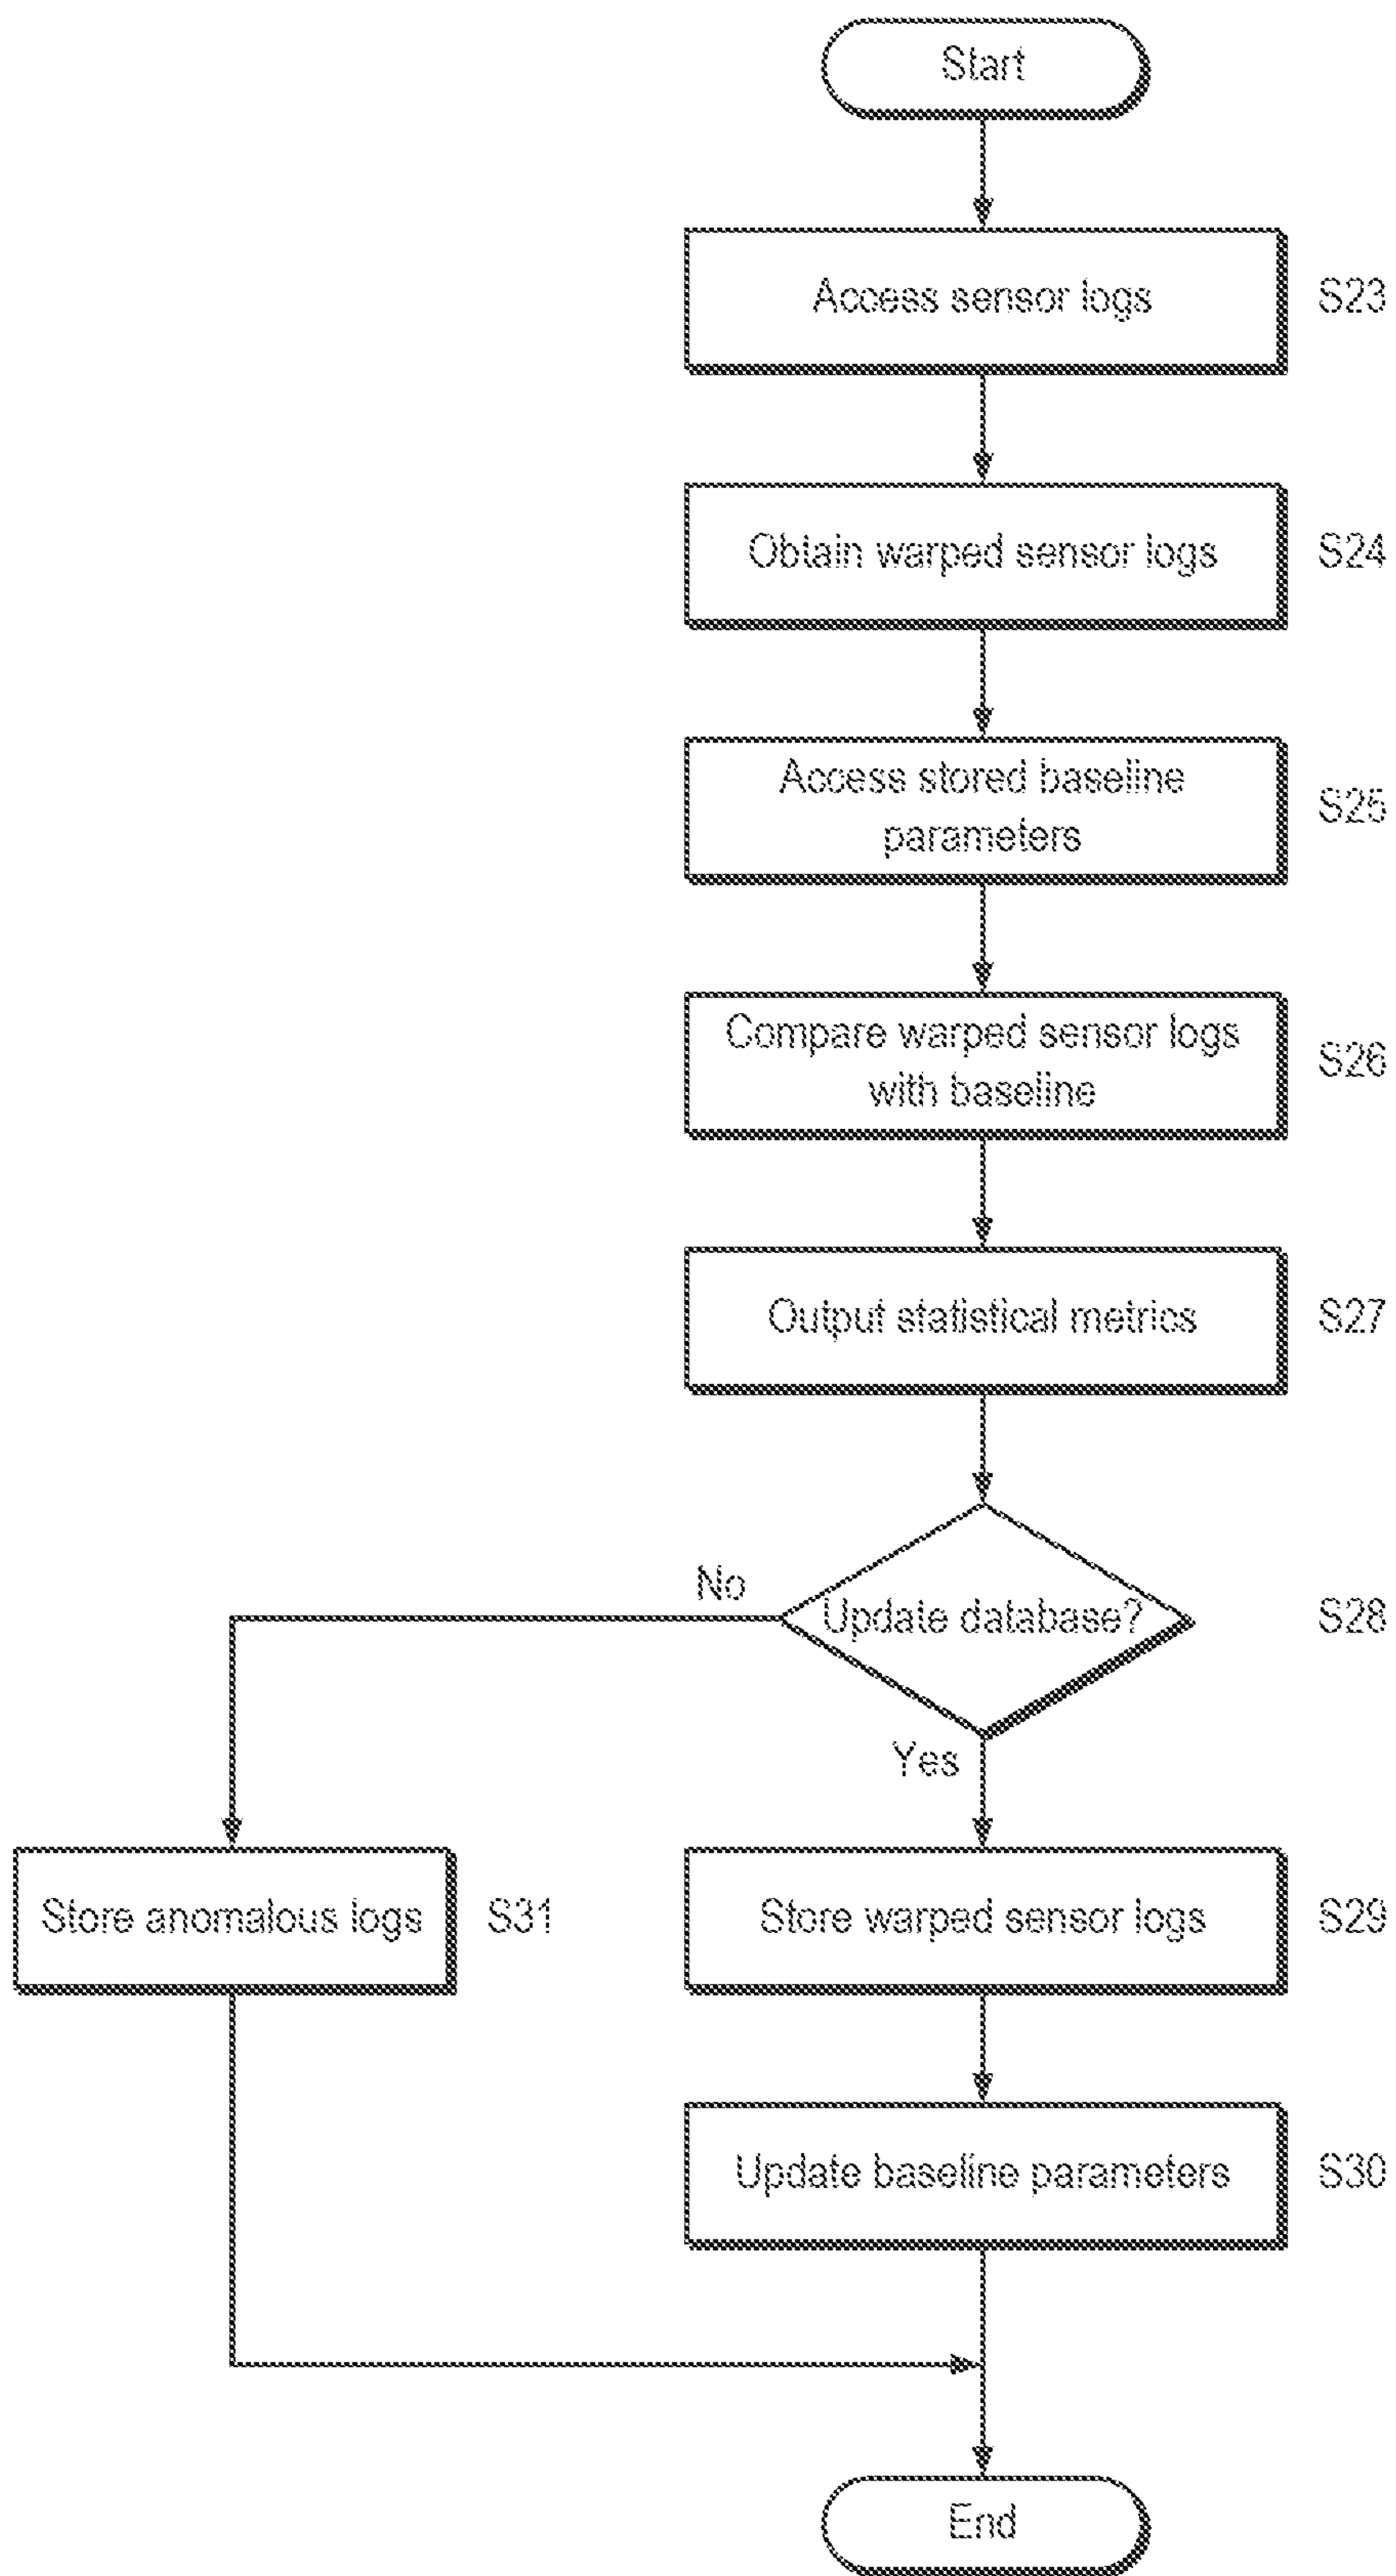 Start
Access sensor logs
S23
Obtain warped sensor logs
S24
Access stored baseline
parameters
S25
Compare warped sensor logs
with baseline
S26
Output statistical metrics
S27
No
Update database?
S28
Yes
Store anomalous logs
S31
Store warped sensor logs
S29
Update baseline parameters
S30
End